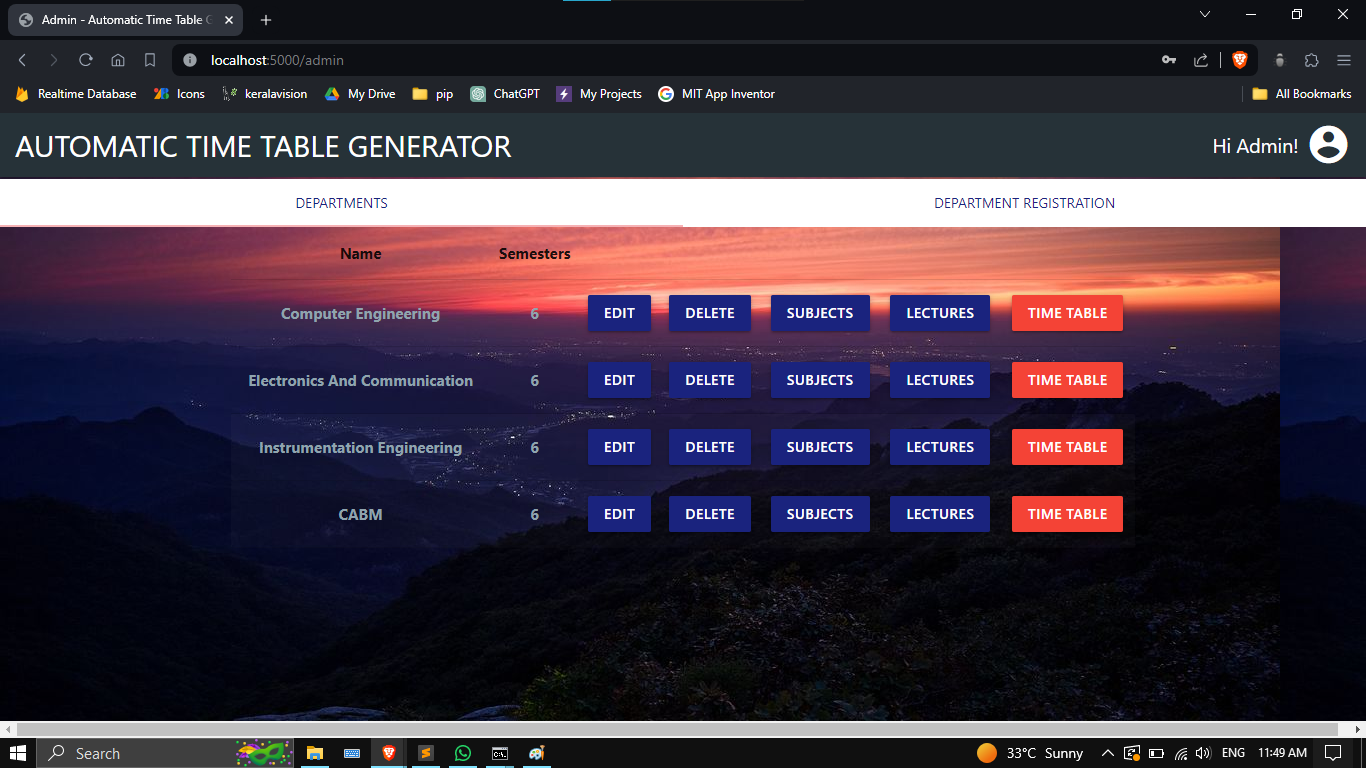 Admin - Automatic Time Table G
localhost:5000/admin
Realtime Database Icons keralavision My Drive pip ChatGPT My Projects MIT App Inventor All Bookmarks
AUTOMATIC TIME TABLE GENERATOR Hi Admin!
DEPARTMENTS DEPARTMENT REGISTRATION
Name Semesters
Computer Engineering 6 EDIT DELETE SUBJECTS LECTURES TIME TABLE
Electronics And Communication 6 EDIT DELETE SUBJECTS LECTURES TIME TABLE
Instrumentation Engineering 6 EDIT DELETE SUBJECTS LECTURES TIME TABLE
CABM 6 EDIT DELETE SUBJECTS LECTURES TIME TABLE
Search 33°C Sunny ENG 11:49 AM